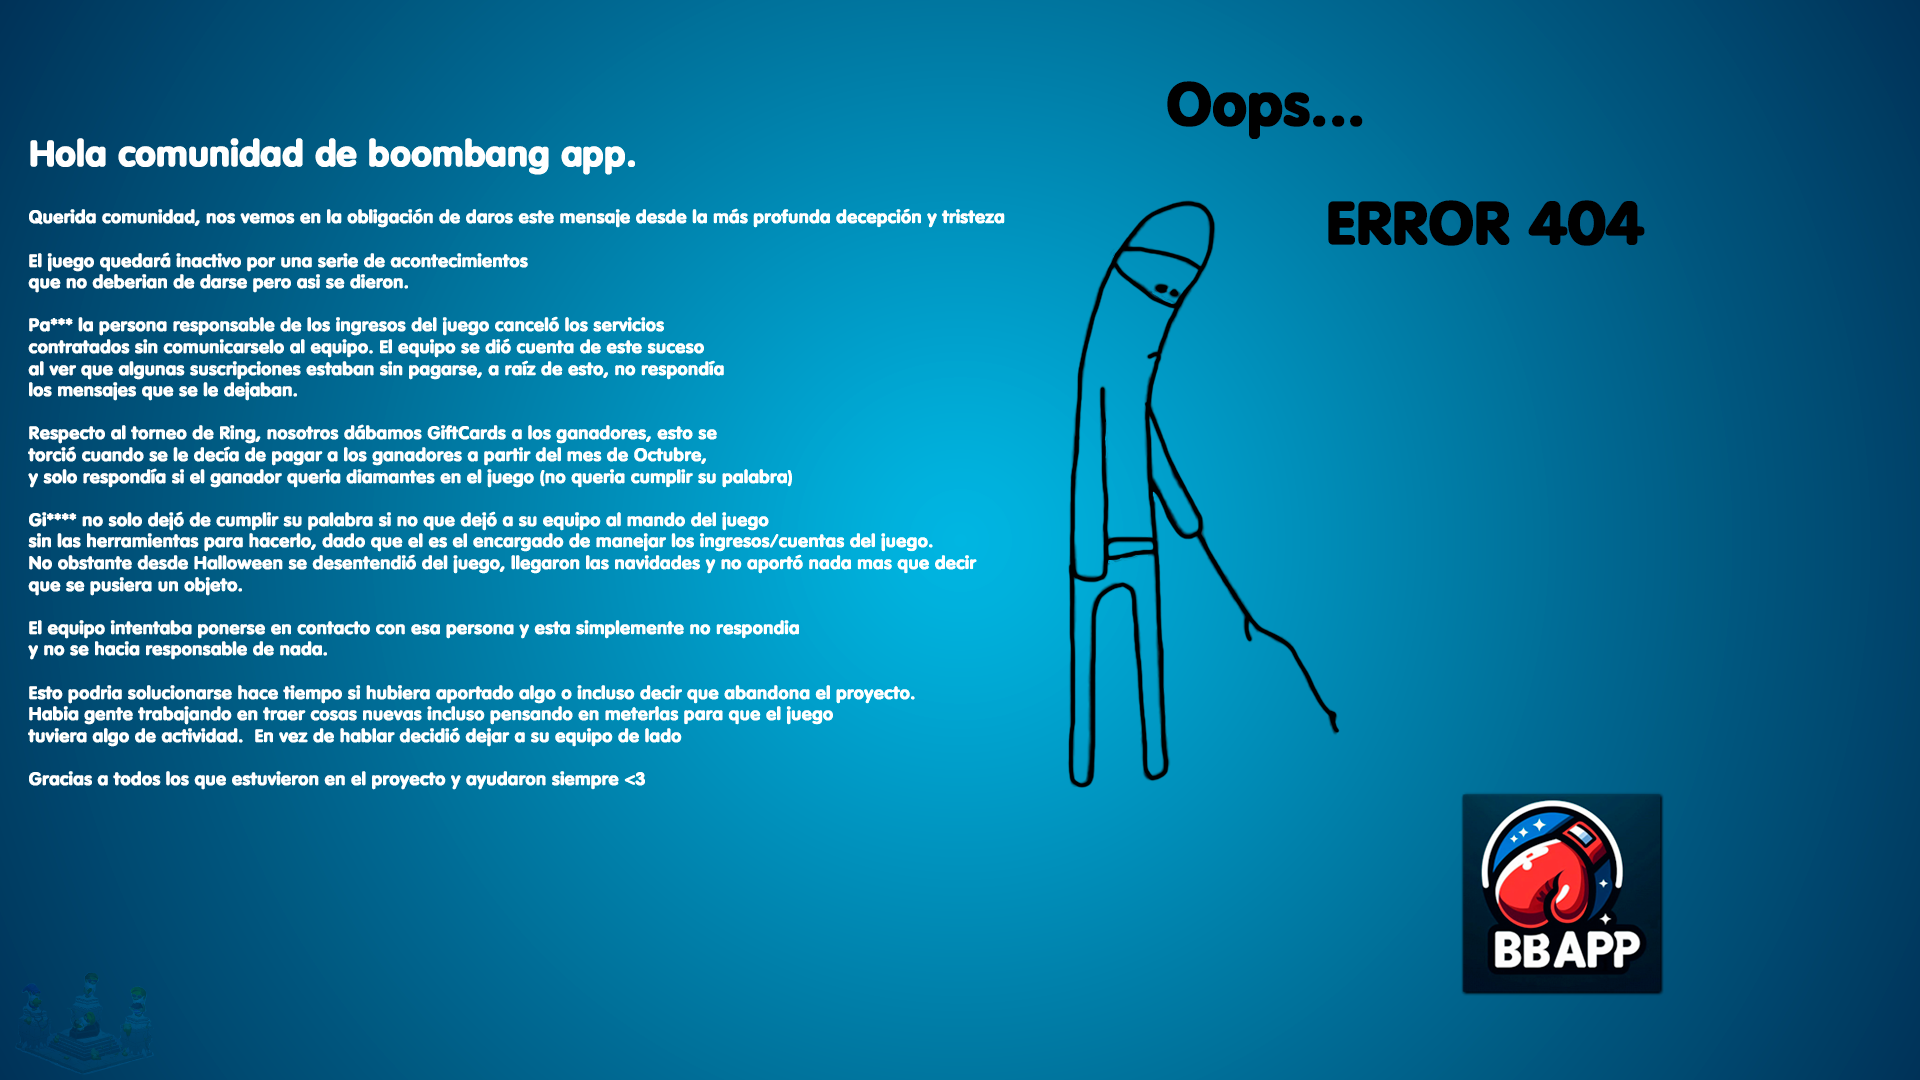 Oops...
ERROR 404
Hola comunidad de boombang app.
Querida comunidad, nos vemos en la obligación de daros este mensaje desde la más profunda decepción y tristeza
El juego quedará inactivo por una serie de acontecimientos
que no deberian de darse pero asi se dieron.
Pa*** la persona responsable de los ingresos del juego canceló los servicios
contratados sin comunicarselo al equipo. El equipo se dió cuenta de este suceso
al ver que algunas suscripciones estaban sin pagarse, a raíz de esto, no respondía
los mensajes que se le dejaban.
Respecto al torneo de Ring, nosotros dábamos GiftCards a los ganadores, esto se
torció cuando se le decía de pagar a los ganadores a partir del mes de Octubre,
y solo respondía si el ganador queria diamantes en el juego (no queria cumplir su palabra)
Gi**** no solo dejó de cumplir su palabra si no que dejó a su equipo al mando del juego
sin las herramientas para hacerlo, dado que el es el encargado de manejar los ingresos/cuentas del juego.
No obstante desde Halloween se desentendió del juego, llegaron las navidades y no aportó nada mas que decir
que se pusiera un objeto.
El equipo intentaba ponerse en contacto con esa persona y esta simplemente no respondia
y no se hacia responsable de nada.
Esto podria solucionarse hace tiempo si hubiera aportado algo o incluso decir que abandona el proyecto.
Habia gente trabajando en traer cosas nuevas incluso pensando en meterlas para que el juego
tuviera algo de actividad.  En vez de hablar decidió dejar a su equipo de lado
Gracias a todos los que estuvieron en el proyecto y ayudaron siempre <3
BB APP